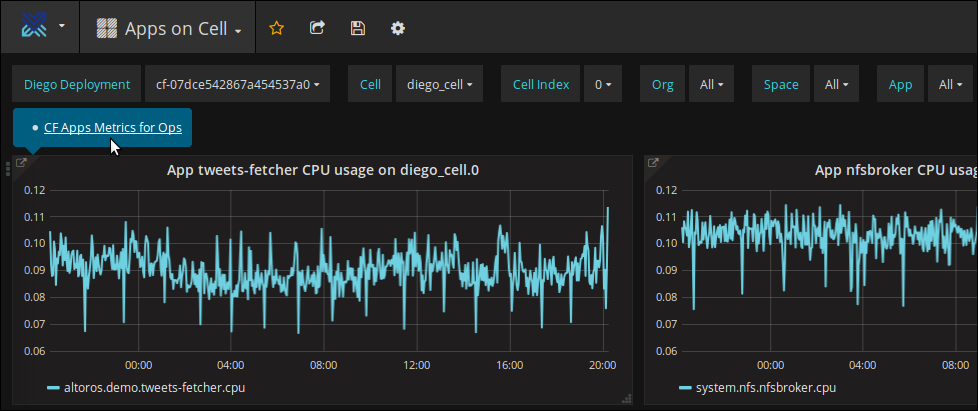 Apps on Cell
Diego Deployment cf-07dce542867a454537a0 Cell diego_cell Cell Index 0 Org All Space All App All
CF Apps Metrics for Ops
App tweets-fetcher CPU usage on diego_cell.0
0.12
0.11
0.10
0.09
0.08
0.07
0.06
00:00 04:00 08:00 12:00 16:00 20:00
altoros.demo.tweets-fetcher.cpu
App nfsbroker CPU usag
0.12
0.11
0.10
0.09
0.08
0.07
0.06
00:00 04:00 08:00
system.nfs.nfsbroker.cpu